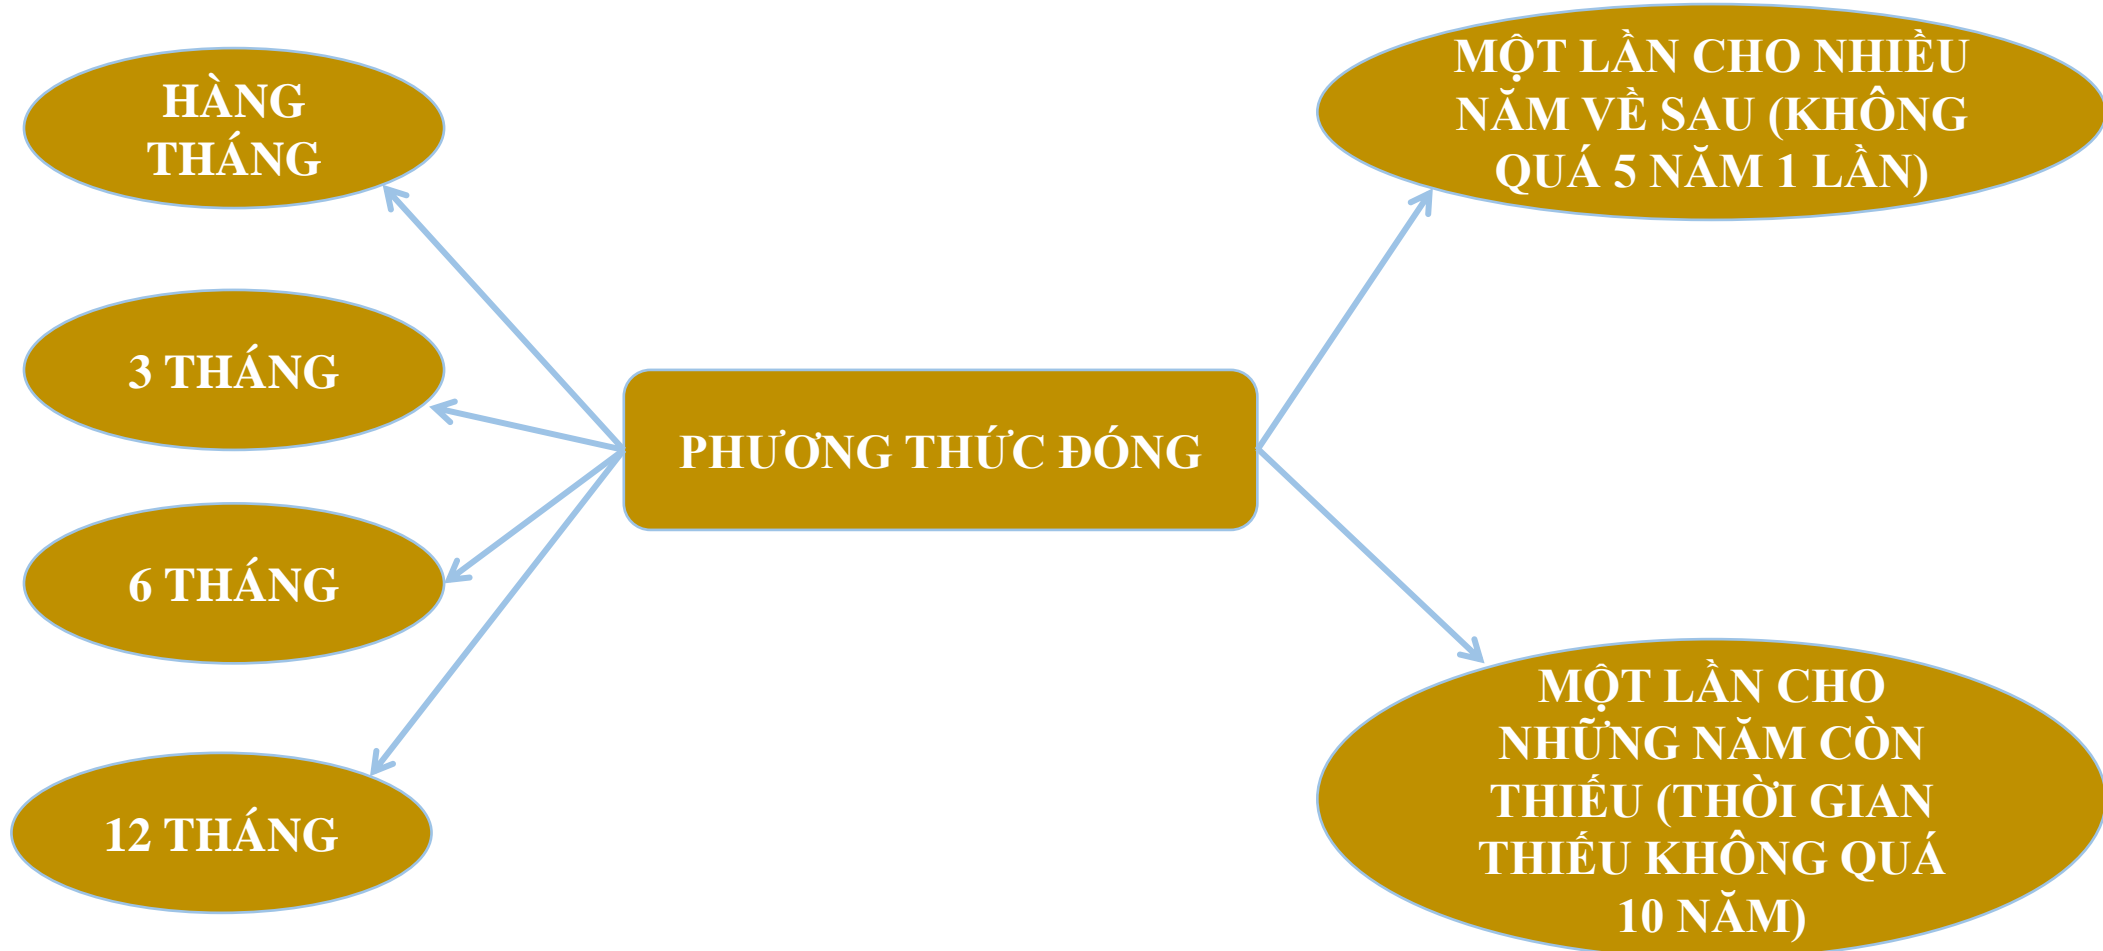 HÀNG
THÁNG
3 THÁNG
6 THÁNG
12 THÁNG
PHƯƠNG THỨC ĐÓNG
MỘT LẦN CHO NHIỀU
NĂM VỀ SAU (KHÔNG
QUÁ 5 NĂM 1 LẦN)
MỘT LẦN CHO
NHỮNG NĂM CÒN
THIẾU (THỜI GIAN
THIẾU KHÔNG QUÁ
10 NĂM)